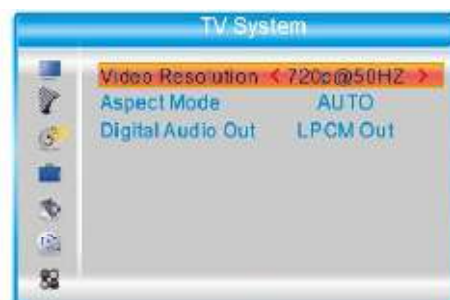 TV System
Video Resolution < 720p@50HZ >
Aspect Mode AUTO
Digital Audio Out LPCM Out